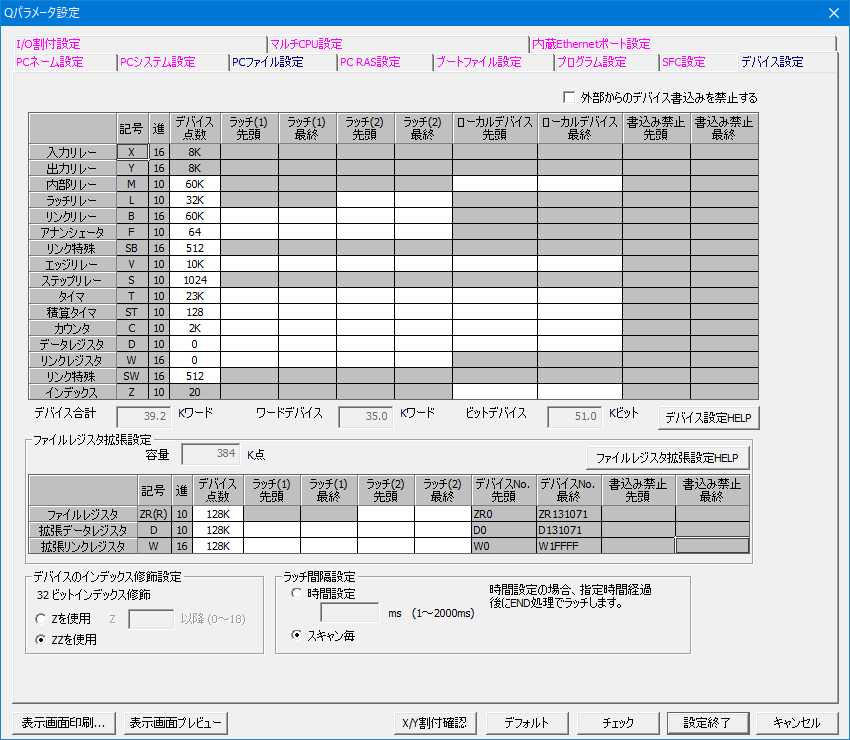 Qパラメータ設定
I/O割付設定 マルチCPU設定 内蔵Ethernetポート設定
PCネーム設定 PCシステム設定 PCファイル設定 PC RAS設定 ブートファイル設定 プログラム設定 SFC設定 デバイス設定
外部からのデバイス書込みを禁止する
記号 進 デバイス点数 ラッチ(1)先頭 ラッチ(1)最終 ラッチ(2)先頭 ラッチ(2)最終 ローカルデバイス先頭 ローカルデバイス最終 書込み禁止先頭 書込み禁止最終
入力リレー X 16 8K
出力リレー Y 16 8K
内部リレー M 10 60K
ラッチリレー L 10 32K
リンクリレー B 16 60K
アナンシェータ F 10 64
リンク特殊 SB 16 512
エッジリレー V 10 10K
ステップリレー S 10 1024
タイマ T 10 23K
積算タイマ ST 10 128
カウンタ C 10 2K
データレジスタ D 10 0
リンクレジスタ W 16 0
リンク特殊 SW 16 512
インデックス Z 10 20
デバイス合計 39.2 Kワード ワードデバイス 35.0 Kワード ビットデバイス 51.0 Kビット デバイス設定HELP
ファイルレジスタ拡張設定
容量 384 K点 ファイルレジスタ拡張設定HELP
記号 進 デバイス点数 ラッチ(1)先頭 ラッチ(1)最終 ラッチ(2)先頭 ラッチ(2)最終 デバイスNo.先頭 デバイスNo.最終 書込み禁止先頭 書込み禁止最終
ファイルレジスタ ZR(R) 10 128K ZR0 ZR131071
拡張データレジスタ D 10 128K D0 D131071
拡張リンクレジスタ W 16 128K W0 W1FFFF
デバイスのインデックス修飾設定
32ビットインデックス修飾
Zを使用 Z 以降(0～18)
ZZを使用
ラッチ間隔設定
時間設定
ms (1～2000ms)
スキャン毎
時間設定の場合、指定時間経過
後にEND処理でラッチします。
表示画面印刷... 表示画面プレビュー X/Y割付確認 デフォルト チェック 設定終了 キャンセル